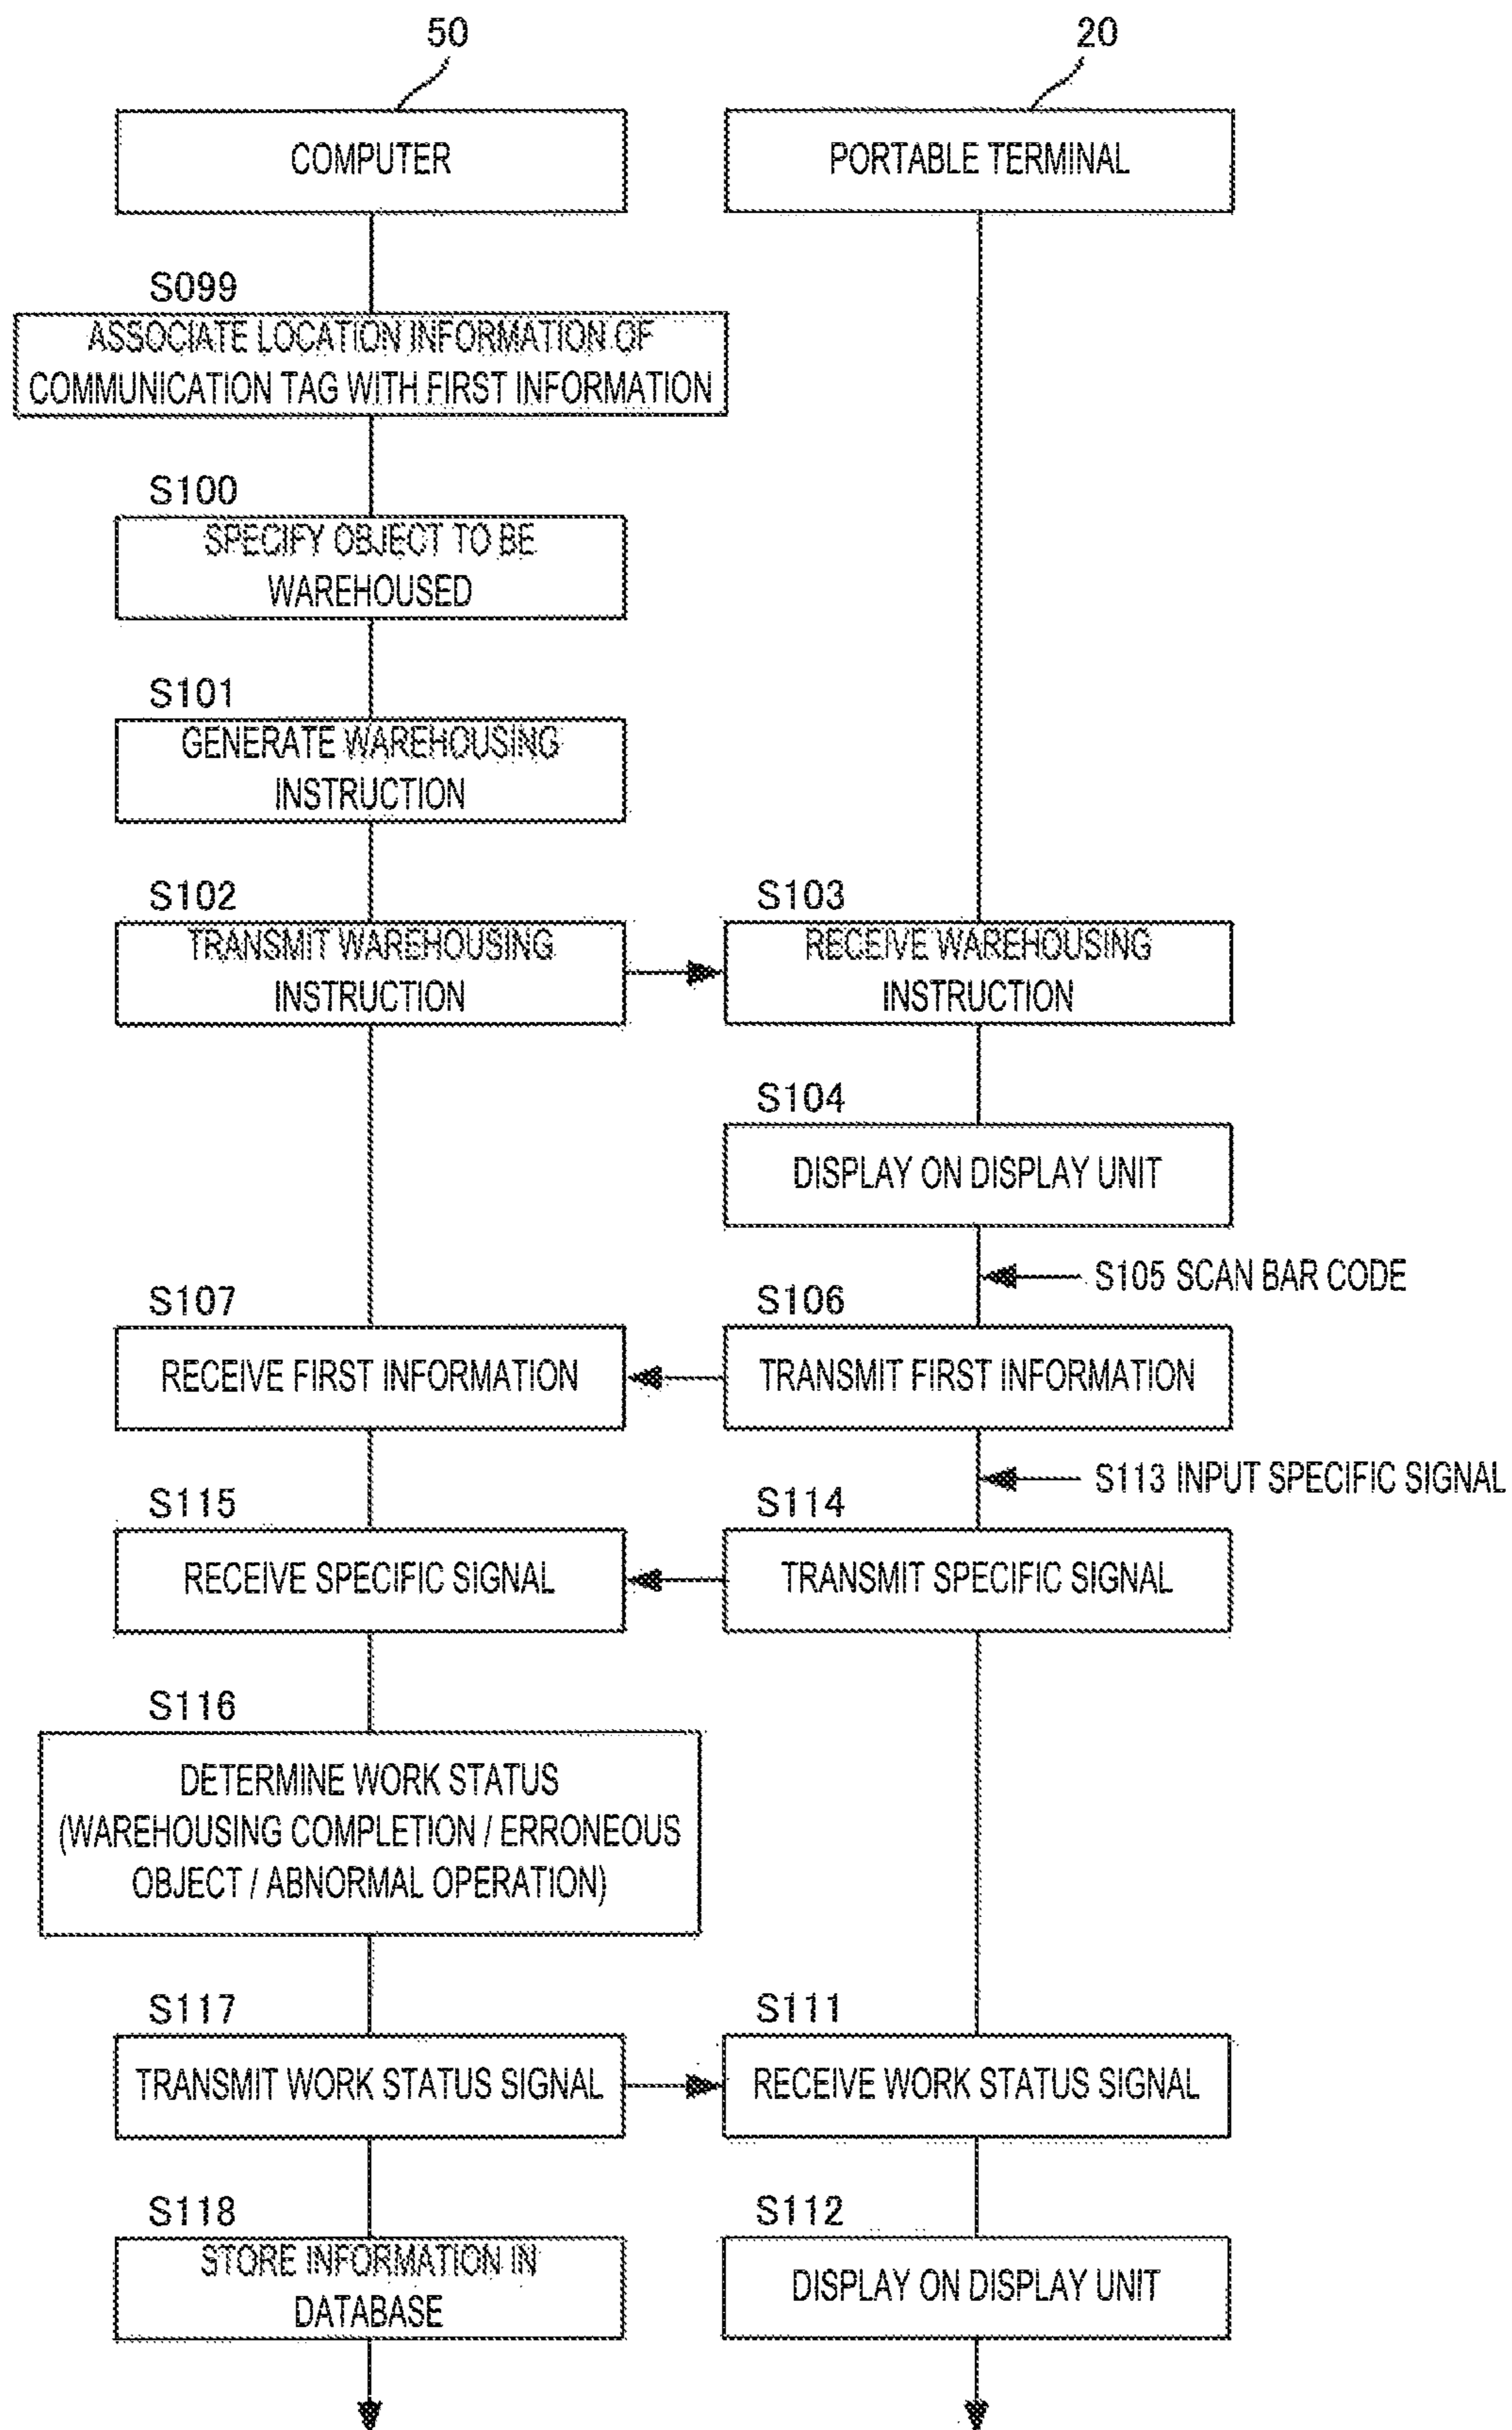 50
20
COMPUTER
PORTABLE TERMINAL
S099
ASSOCIATE LOCATION INFORMATION OF
COMMUNICATION TAG WITH FIRST INFORMATION
S100
SPECIFY OBJECT TO BE
WAREHOUSED
S101
GENERATE WAREHOUSING
INSTRUCTION
S102
TRANSMIT WAREHOUSING
INSTRUCTION
S103
RECEIVE WAREHOUSING
INSTRUCTION
S104
DISPLAY ON DISPLAY UNIT
S105 SCAN BAR CODE
S107
RECEIVE FIRST INFORMATION
S106
TRANSMIT FIRST INFORMATION
S113 INPUT SPECIFIC SIGNAL
S115
RECEIVE SPECIFIC SIGNAL
S114
TRANSMIT SPECIFIC SIGNAL
S116
DETERMINE WORK STATUS
(WAREHOUSING COMPLETION / ERRONEOUS
OBJECT / ABNORMAL OPERATION)
S117
TRANSMIT WORK STATUS SIGNAL
S111
RECEIVE WORK STATUS SIGNAL
S118
STORE INFORMATION IN
DATABASE
S112
DISPLAY ON DISPLAY UNIT